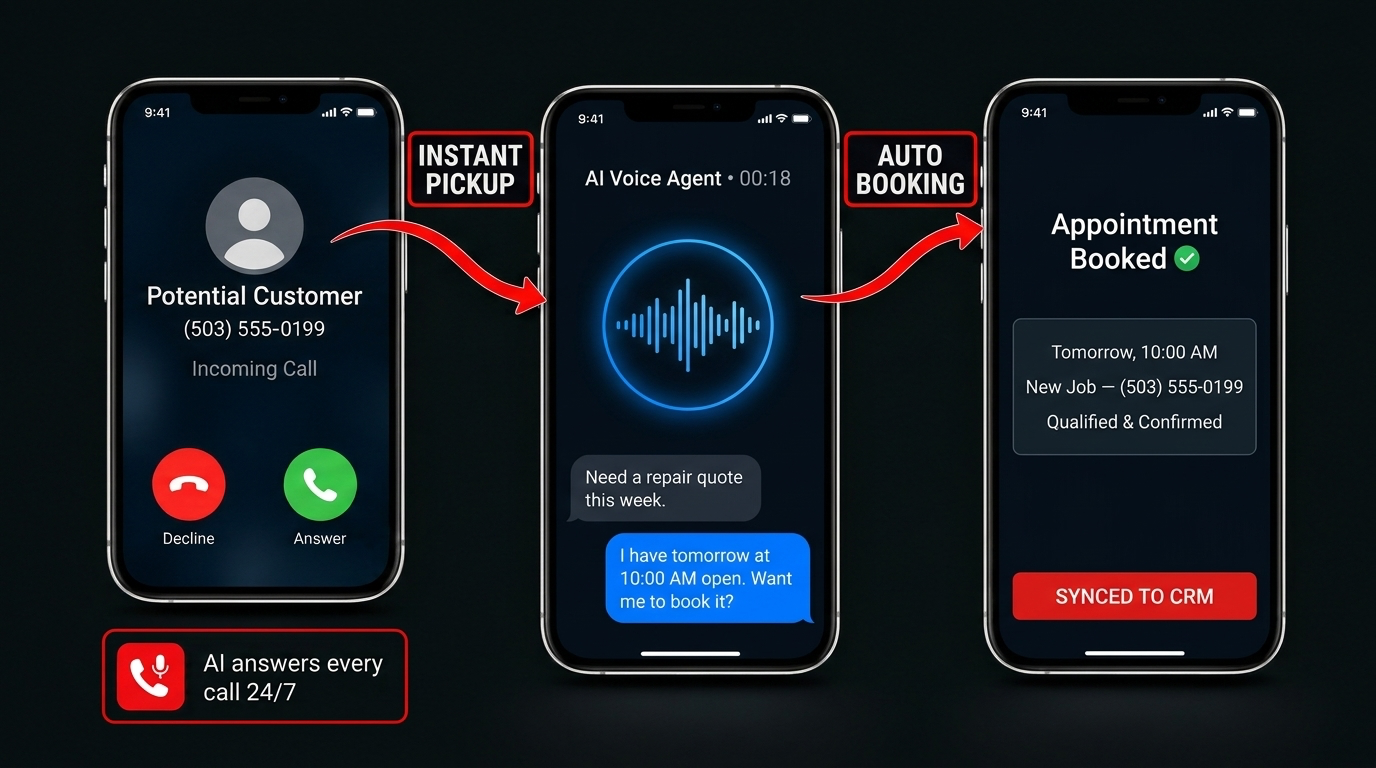 9:41
Potential Customer
(503) 555-0199
Incoming Call
Decline
Answer
AI answers every
call 24/7
INSTANT
PICKUP
9:41
AI Voice Agent • 00:18
Need a repair quote
this week.
I have tomorrow at
10:00 AM open. Want
me to book it?
AUTO
BOOKING
9:41
Appointment
Booked
Tomorrow, 10:00 AM
New Job — (503) 555-0199
Qualified & Confirmed
SYNCED TO CRM